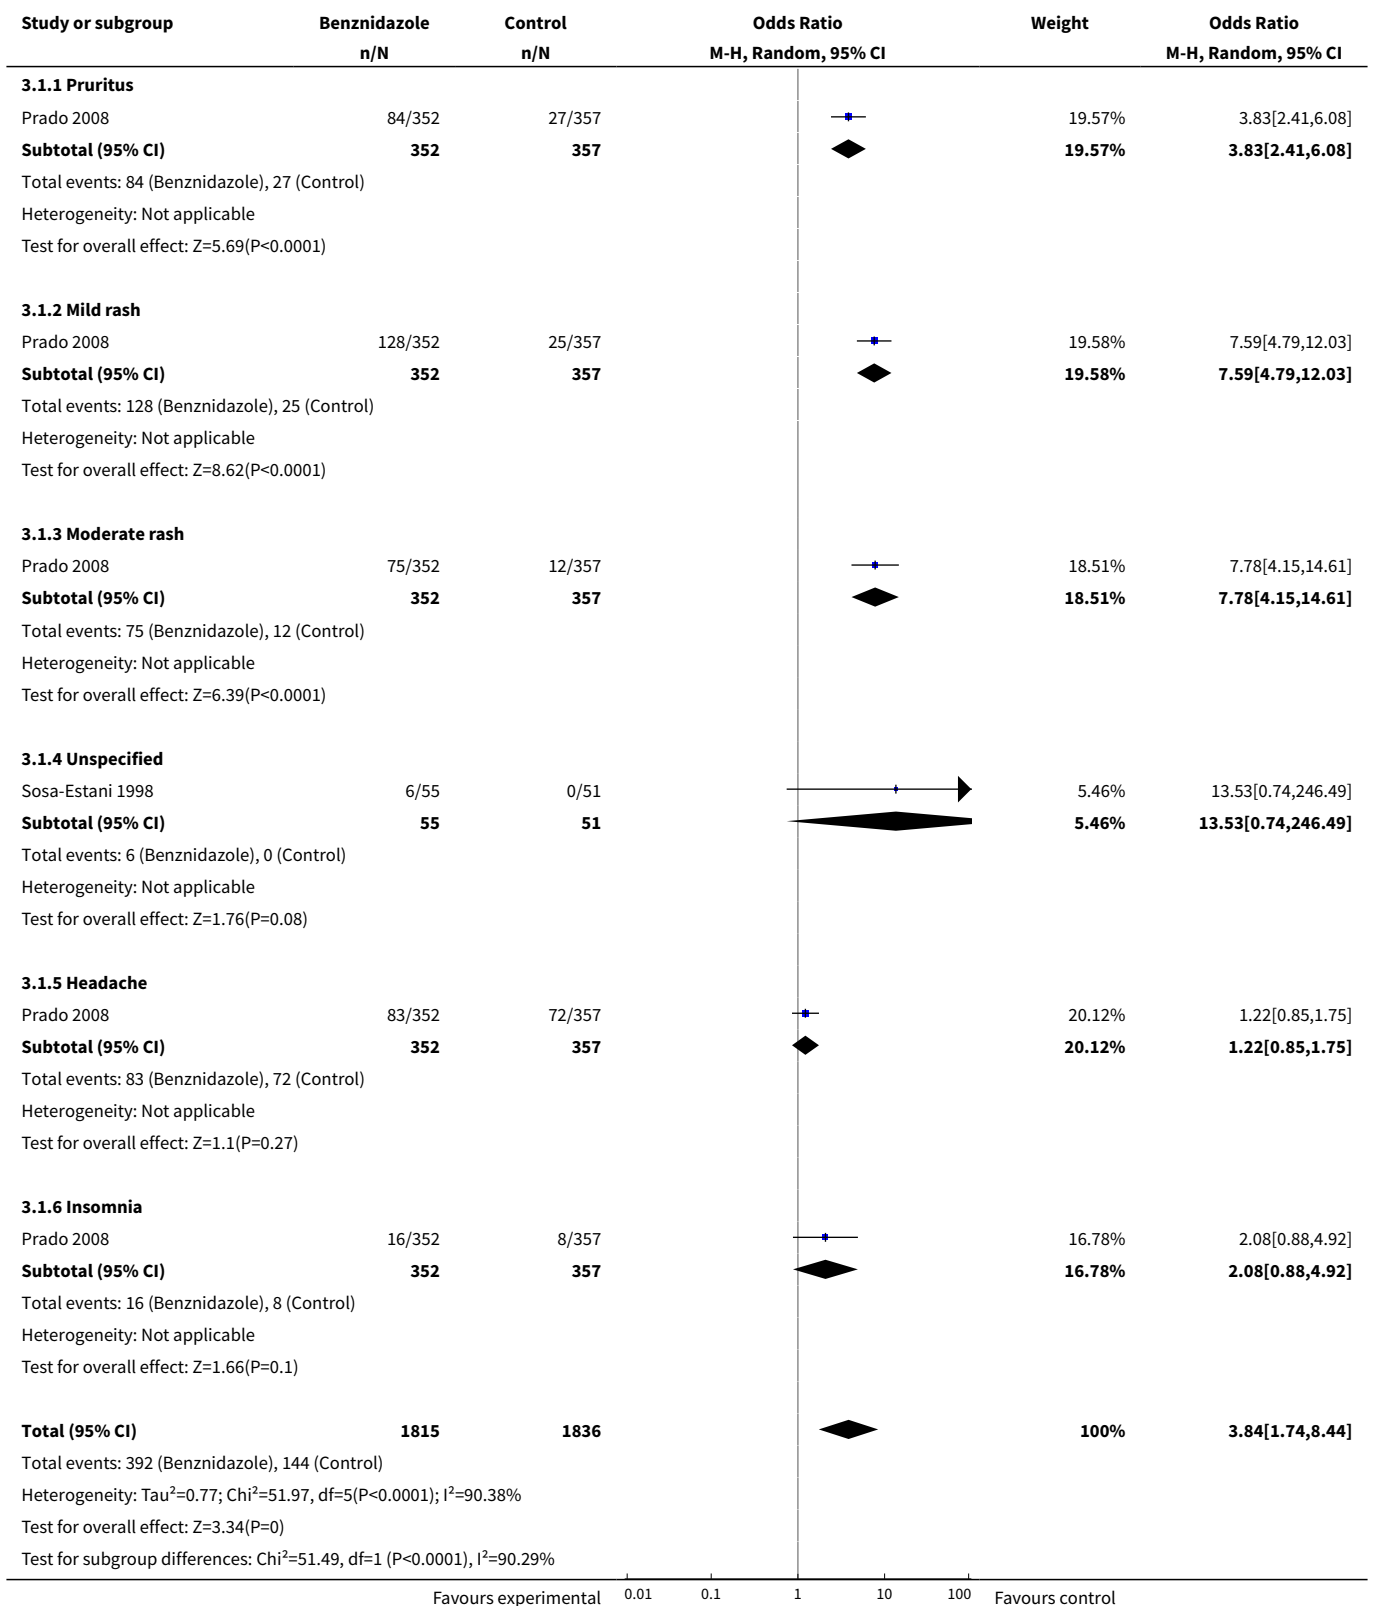 Study or subgroup Benznidazole Control Odds Ratio Weight Odds Ratio
n/N n/N M-H, Random, 95% CI M-H, Random, 95% CI
3.1.1 Pruritus
Prado 2008 84/352 27/357 19.57% 3.83[2.41,6.08]
Subtotal (95% CI) 352 357 19.57% 3.83[2.41,6.08]
Total events: 84 (Benznidazole), 27 (Control)
Heterogeneity: Not applicable
Test for overall effect: Z=5.69(P<0.0001)
3.1.2 Mild rash
Prado 2008 128/352 25/357 19.58% 7.59[4.79,12.03]
Subtotal (95% CI) 352 357 19.58% 7.59[4.79,12.03]
Total events: 128 (Benznidazole), 25 (Control)
Heterogeneity: Not applicable
Test for overall effect: Z=8.62(P<0.0001)
3.1.3 Moderate rash
Prado 2008 75/352 12/357 18.51% 7.78[4.15,14.61]
Subtotal (95% CI) 352 357 18.51% 7.78[4.15,14.61]
Total events: 75 (Benznidazole), 12 (Control)
Heterogeneity: Not applicable
Test for overall effect: Z=6.39(P<0.0001)
3.1.4 Unspecified
Sosa-Estani 1998 6/55 0/51 5.46% 13.53[0.74,246.49]
Subtotal (95% CI) 55 51 5.46% 13.53[0.74,246.49]
Total events: 6 (Benznidazole), 0 (Control)
Heterogeneity: Not applicable
Test for overall effect: Z=1.76(P=0.08)
3.1.5 Headache
Prado 2008 83/352 72/357 20.12% 1.22[0.85,1.75]
Subtotal (95% CI) 352 357 20.12% 1.22[0.85,1.75]
Total events: 83 (Benznidazole), 72 (Control)
Heterogeneity: Not applicable
Test for overall effect: Z=1.1(P=0.27)
3.1.6 Insomnia
Prado 2008 16/352 8/357 16.78% 2.08[0.88,4.92]
Subtotal (95% CI) 352 357 16.78% 2.08[0.88,4.92]
Total events: 16 (Benznidazole), 8 (Control)
Heterogeneity: Not applicable
Test for overall effect: Z=1.66(P=0.1)
Total (95% CI) 1815 1836 100% 3.84[1.74,8.44]
Total events: 392 (Benznidazole), 144 (Control)
Heterogeneity: Tau²=0.77; Chi²=51.97, df=5(P<0.0001); I²=90.38%
Test for overall effect: Z=3.34(P=0)
Test for subgroup differences: Chi²=51.49, df=1 (P<0.0001), I²=90.29%
Favours experimental 0.01 0.1 1 10 100 Favours control